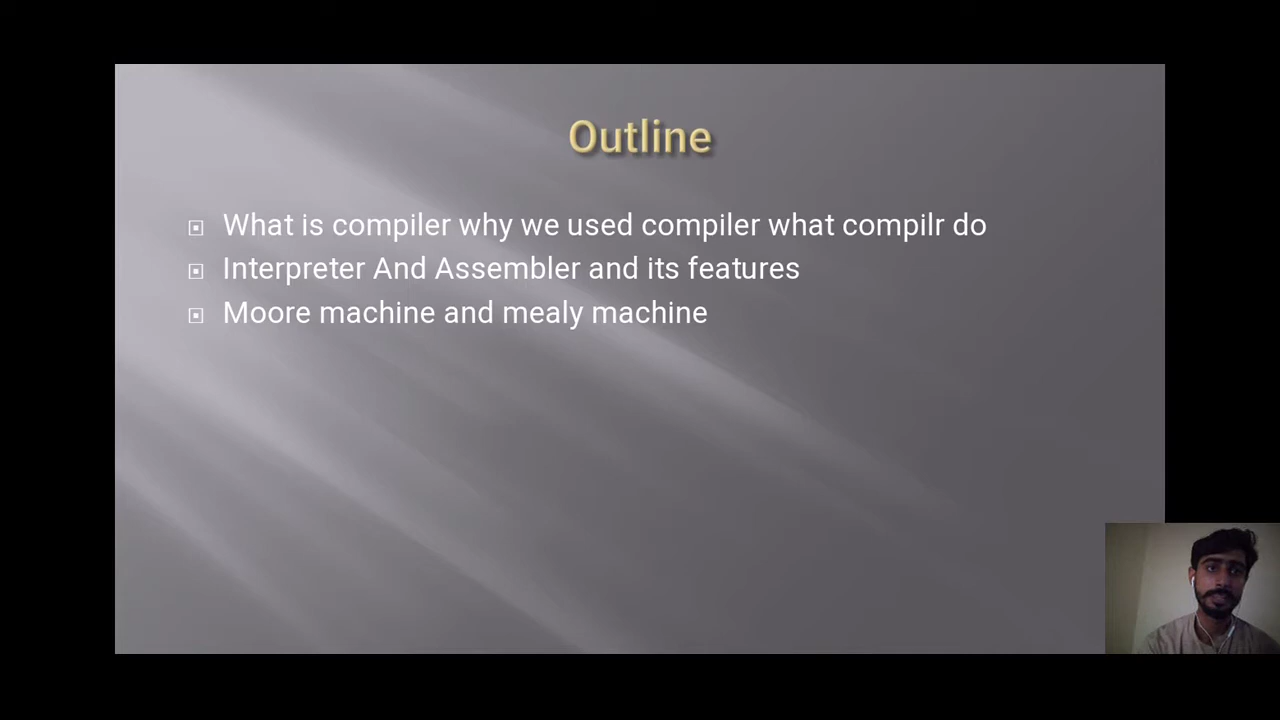 Outline
What is compiler why we used compiler what compilr do
Interpreter And Assembler and its features
Moore machine and mealy machine